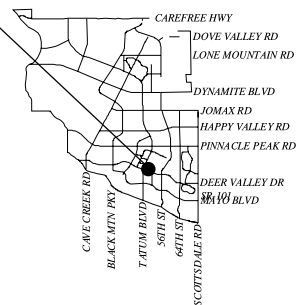 CAREFREE HWY
DOVE VALLEY RD
LONE MOUNTAIN RD
DYNAMITE BLVD
JOMAX RD
HAPPY VALLEY RD
PINNACLE PEAK RD
DEER VALLEY DR
SR-101
MAYO BLVD
CAVE CREEK RD
BLACK MTN PKY
TATUM BLVD
56TH ST
64TH ST
SCOTTSDALE RD